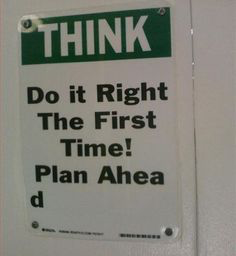 THINK
Do it Right
The First
Time!
Plan Ahea
d